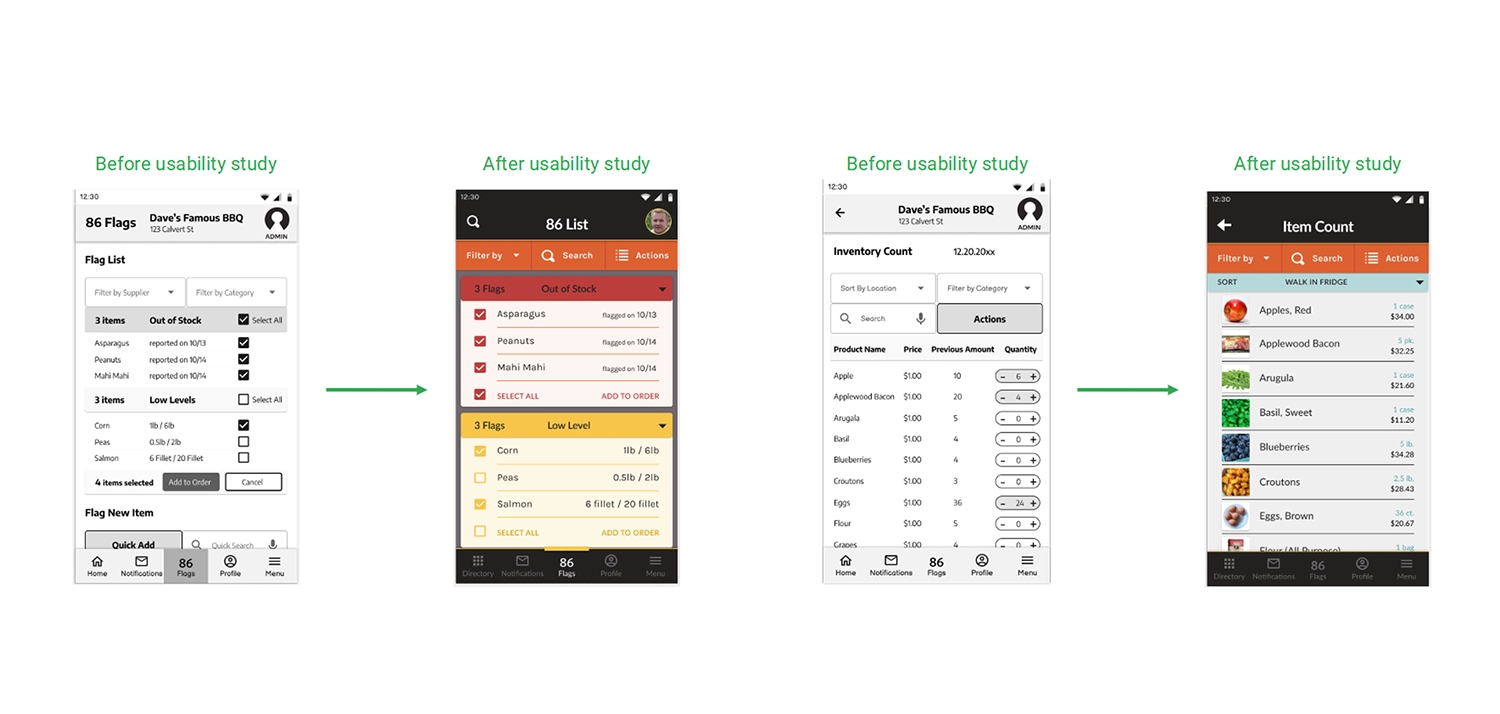 Before usability study
12:30
86 Flags
Dave's Famous BBQ
123 Calvert St
ADMIN
Flag List
Filter by Supplier
Filter by Category
3 items Out of Stock Select All
Asparagus reported on 10/13
Peanuts reported on 10/14
Mahi Mahi reported on 10/14
3 items Low Levels Select All
Corn 1lb / 6lb
Peas 0.5lb / 2lb
Salmon 6 Fillet / 20 Fillet
4 items selected Add to Order Cancel
Flag New Item
Quick Add Quick Search
86
Home Notifications Flags Profile Menu
After usability study
12:30
86 List
Filter by Search Actions
3 Flags Out of Stock
Asparagus flagged on 10/13
Peanuts flagged on 10/14
Mahi Mahi flagged on 10/14
SELECT ALL ADD TO ORDER
3 Flags Low Level
Corn 1lb / 6lb
Peas 0.5lb / 2lb
Salmon 6 fillet / 20 fillet
SELECT ALL ADD TO ORDER
86
Directory Notifications Flags Profile Menu
Before usability study
12:30
Dave's Famous BBQ
123 Calvert St
ADMIN
Inventory Count 12.20.20xx
Sort By Location Filter by Category
Search Actions
Product Name Price Previous Amount Quantity
Apple $1.00 10 - 6 +
Applewood Bacon $1.00 20 - 4 +
Arugala $1.00 5 - 0 +
Basil $1.00 4 - 0 +
Blueberries $1.00 4 - 0 +
Croutons $1.00 3 - 0 +
Eggs $1.00 36 - 24 +
Flour $1.00 5 - 0 +
Grapes $1.00 4 - 0 +
86
Home Notifications Flags Profile Menu
After usability study
12:30
Item Count
Filter by Search Actions
SORT WALK IN FRIDGE
Apples, Red 1 case
$34.00
Applewood Bacon 5 pk.
$32.25
Arugula 1 case
$21.60
Basil, Sweet 1 case
$11.20
Blueberries 5 lb.
$34.28
Croutons 2.5 lb.
$28.43
Eggs, Brown 36 ct.
$20.67
Flour (All Purpose) 1 bag
86
Directory Notifications Flags Profile Menu